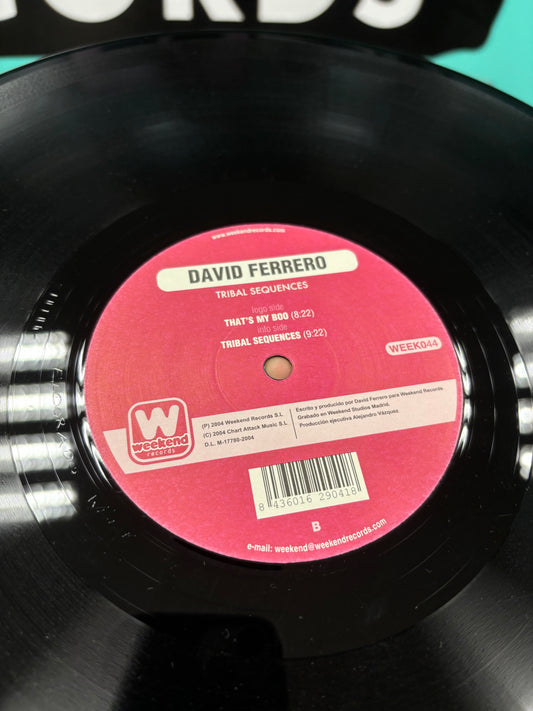 www.weekendrecords.com
DAVID FERRERO
TRIBAL SEQUENCES
logo side
THAT'S MY BOO (8:22)
info side
TRIBAL SEQUENCES (9:22)
WEEK044
W
weekend
records
(P) 2004 Weekend Records S.L
(C) 2004 Chart Attack Music S.L
D.L. M-17780-2004
Escrito y producido por David Ferrero para Weekend Records
Grabado en Weekend Studios Madrid.
Producción ejecutiva Alejandro Vázquez.
8 436016 290418
B
e-mail: weekend@weekendrecords.com